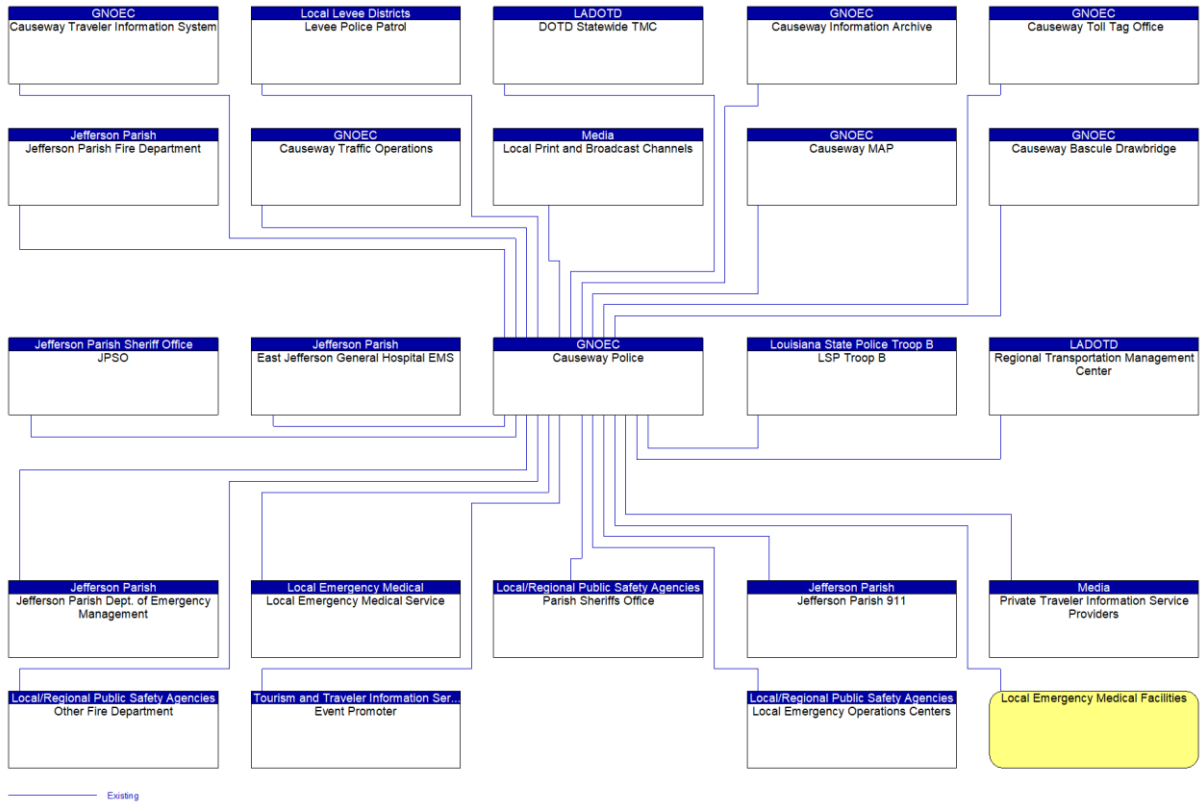 GNOEC
Causeway Traveler Information System
Local Levee Districts
Levee Police Patrol
LADOTD
DOTD Statewide TMC
GNOEC
Causeway Information Archive
GNOEC
Causeway Toll Tag Office
Jefferson Parish
Jefferson Parish Fire Department
GNOEC
Causeway Traffic Operations
Media
Local Print and Broadcast Channels
GNOEC
Causeway MAP
GNOEC
Causeway Bascule Drawbridge
Jefferson Parish Sheriff Office
JPSO
Jefferson Parish
East Jefferson General Hospital EMS
GNOEC
Causeway Police
Louisiana State Police Troop B
LSP Troop B
LADOTD
Regional Transportation Management
Center
Jefferson Parish
Jefferson Parish Dept. of Emergency
Management
Local Emergency Medical
Local Emergency Medical Service
Local/Regional Public Safety Agencies
Parish Sheriffs Office
Jefferson Parish
Jefferson Parish 911
Media
Private Traveler Information Service
Providers
Local/Regional Public Safety Agencies
Other Fire Department
Tourism and Traveler Information Ser...
Event Promoter
Local/Regional Public Safety Agencies
Local Emergency Operations Centers
Local Emergency Medical Facilities
Existing